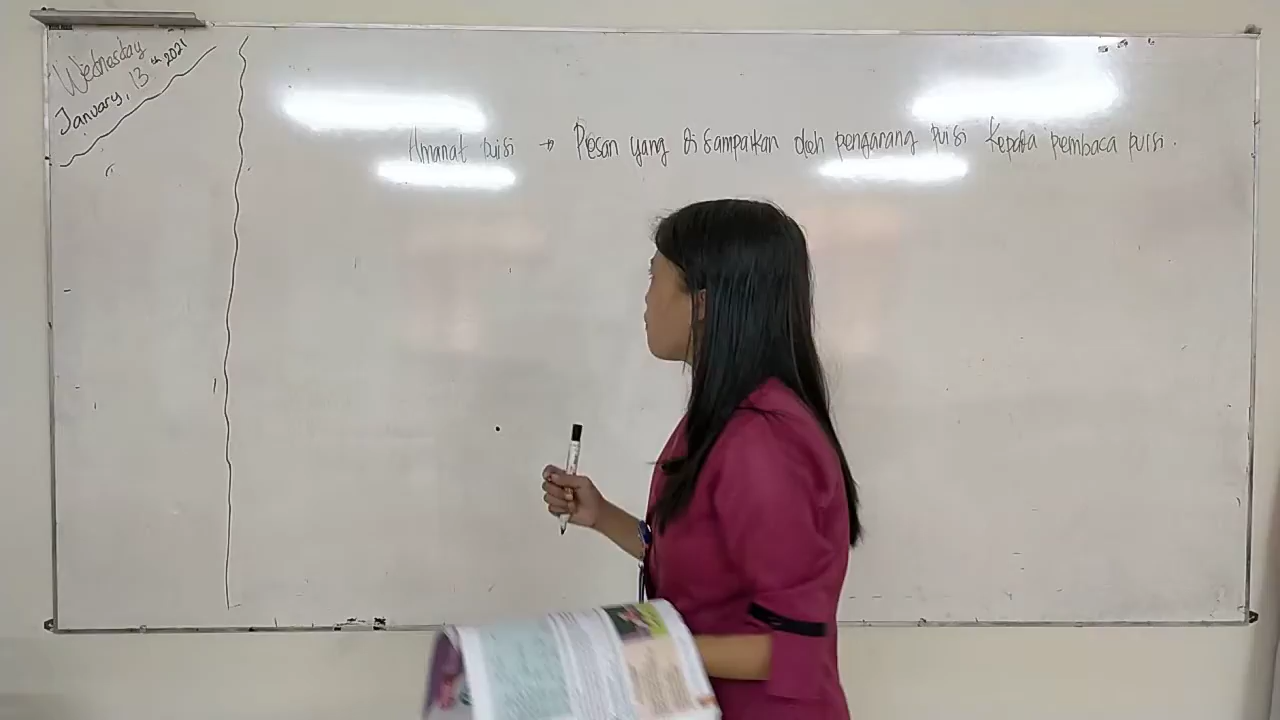 Wednesday
January, 13th 2021
Amanat puisi → Pesan yang disampaikan oleh pengarang puisi kepada pembaca puisi.